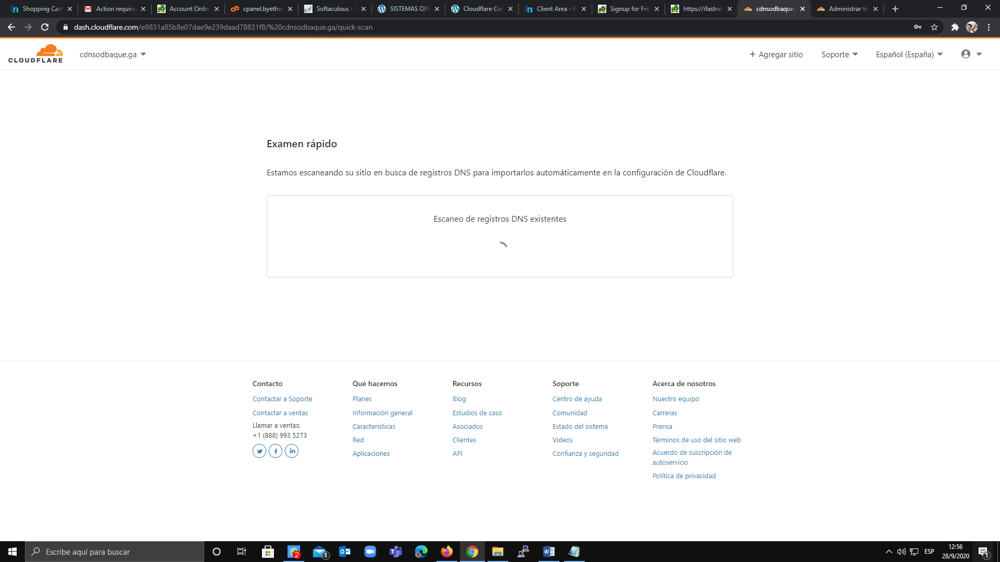 Shopping Cart
Action require
Account Order
cpanel.byetho
Softaculous - S
SISTEMAS OPE
Cloudflare Co
Client Area - F
Signup for Fre
https://ifastne
cdnsodbaque.
Administrar to
dash.cloudflare.com/e8831a85b8e07dae9e239daad78831f8/%20cdnsodbaque.ga/quick-scan
CLOUDFLARE
cdnsodbaque.ga
+ Agregar sitio
Soporte
Español (España)
Examen rápido
Estamos escaneando su sitio en busca de registros DNS para importarlos automáticamente en la configuración de Cloudflare.
Escaneo de registros DNS existentes
Contacto
Contactar a Soporte
Contactar a ventas
Llamar a ventas:
+1 (888) 993 5273
Qué hacemos
Planes
Información general
Características
Red
Aplicaciones
Recursos
Blog
Estudios de caso
Asociados
Clientes
API
Soporte
Centro de ayuda
Comunidad
Estado del sistema
Videos
Confianza y seguridad
Acerca de nosotros
Nuestro equipo
Carreras
Prensa
Términos de uso del sitio web
Acuerdo de suscripción de
autoservicio
Política de privacidad
Escribe aquí para buscar
2
1
ESP
12:56
28/9/2020
1